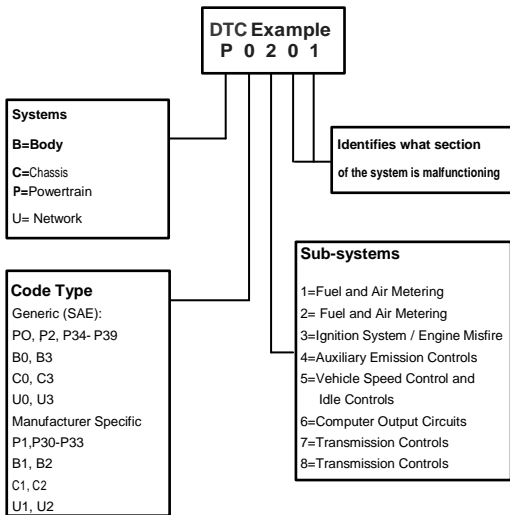 DTC Example
P 0 2 0 1
Systems
B=Body
C=Chassis
P=Powertrain
U= Network
Identifies what section
of the system is malfunctioning
Code Type
Generic (SAE):
PO, P2, P34- P39
B0, B3
C0, C3
U0, U3
Manufacturer Specific
P1,P30-P33
B1, B2
C1, C2
U1, U2
Sub-systems
1=Fuel and Air Metering
2= Fuel and Air Metering
3=Ignition System / Engine Misfire
4=Auxiliary Emission Controls
5=Vehicle Speed Control and
Idle Controls
6=Computer Output Circuits
7=Transmission Controls
8=Transmission Controls